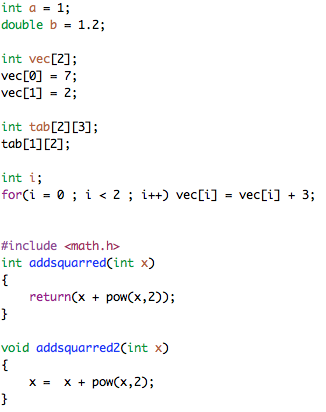 int a = 1;
double b = 1.2;

int vec[2];
vec[0] = 7;
vec[1] = 2;

int tab[2][3];
tab[1][2];

int i;
for(i = 0 ; i < 2 ; i++) vec[i] = vec[i] + 3;


#include <math.h>
int addsquarred(int x)
{
    return(x + pow(x,2));
}

void addsquarred2(int x)
{
    x =  x + pow(x,2);
}